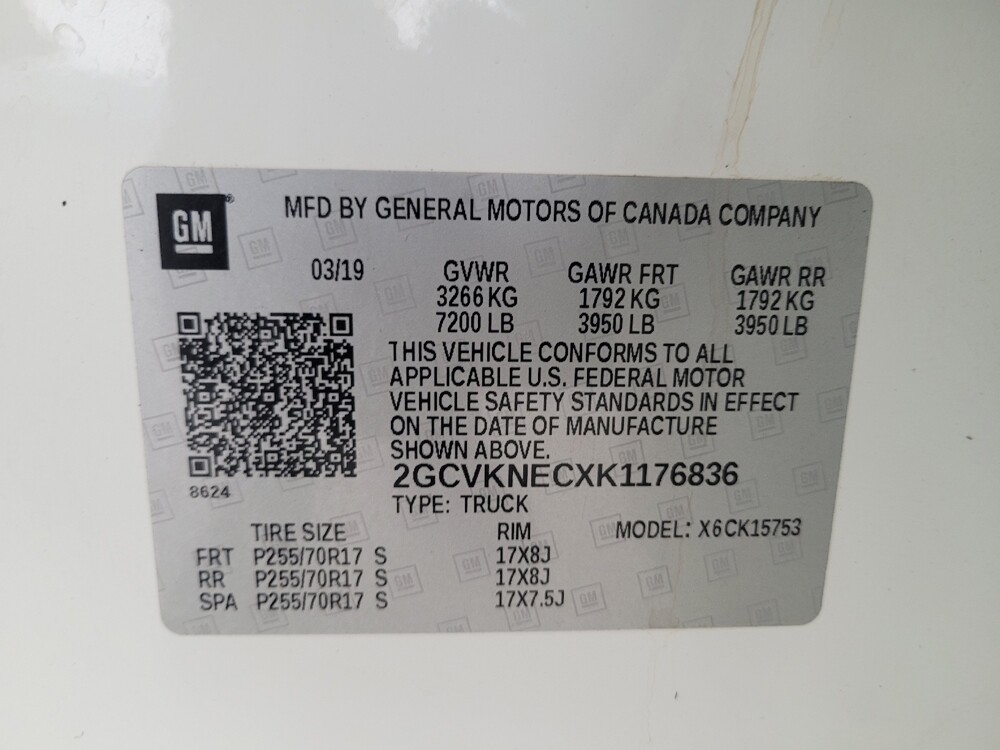 GM
MFD BY GENERAL MOTORS OF CANADA COMPANY
03/19 GVWR GAWR FRT GAWR RR
3266 KG 1792 KG 1792 KG
7200 LB 3950 LB 3950 LB
THIS VEHICLE CONFORMS TO ALL
APPLICABLE U.S. FEDERAL MOTOR
VEHICLE SAFETY STANDARDS IN EFFECT
ON THE DATE OF MANUFACTURE
SHOWN ABOVE.
2GCVKNECXK1176836
8624
TYPE: TRUCK
TIRE SIZE RIM MODEL: X6CK15753
FRT P255/70R17 S 17X8J
RR P255/70R17 S 17X8J
SPA P255/70R17 S 17X7.5J